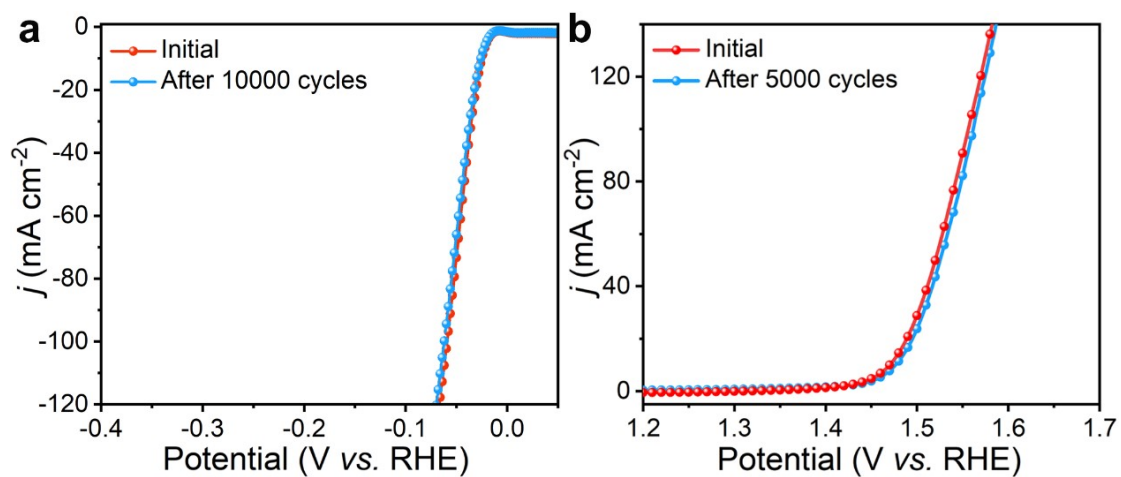 a
Initial
After 10000 cycles
0
-20
-40
-60
-80
-100
-120
j (mA cm-2)
-0.4
-0.3
-0.2
-0.1
0.0
Potential (V vs. RHE)
b
Initial
After 5000 cycles
120
80
40
0
j (mA cm-2)
1.2
1.3
1.4
1.5
1.6
1.7
Potential (V vs. RHE)